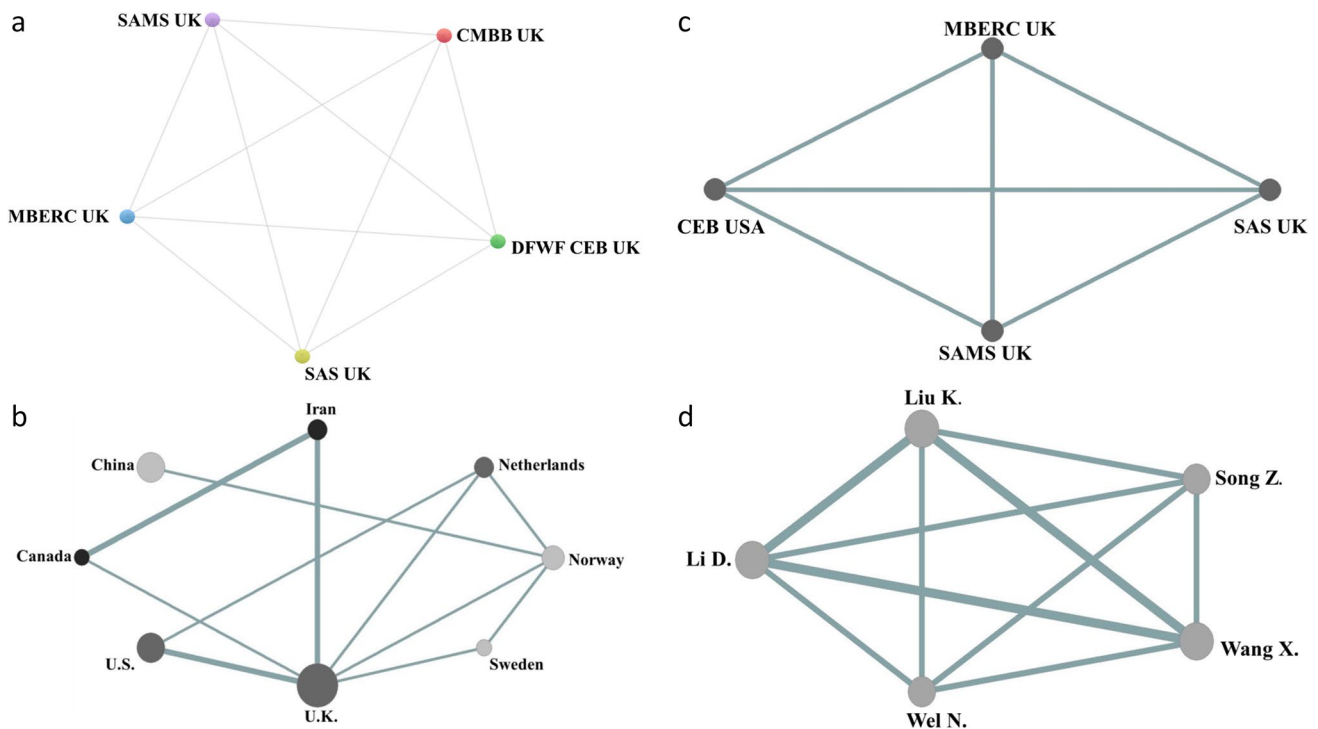 a
SAMS UK
CMBB UK
MBERC UK
DFWF CEB UK
SAS UK
b
Iran
China
Netherlands
Canada
Norway
U.S.
Sweden
U.K.
c
MBERC UK
CEB USA
SAS UK
SAMS UK
d
Liu K.
Song Z.
Li D.
Wang X.
Wel N.